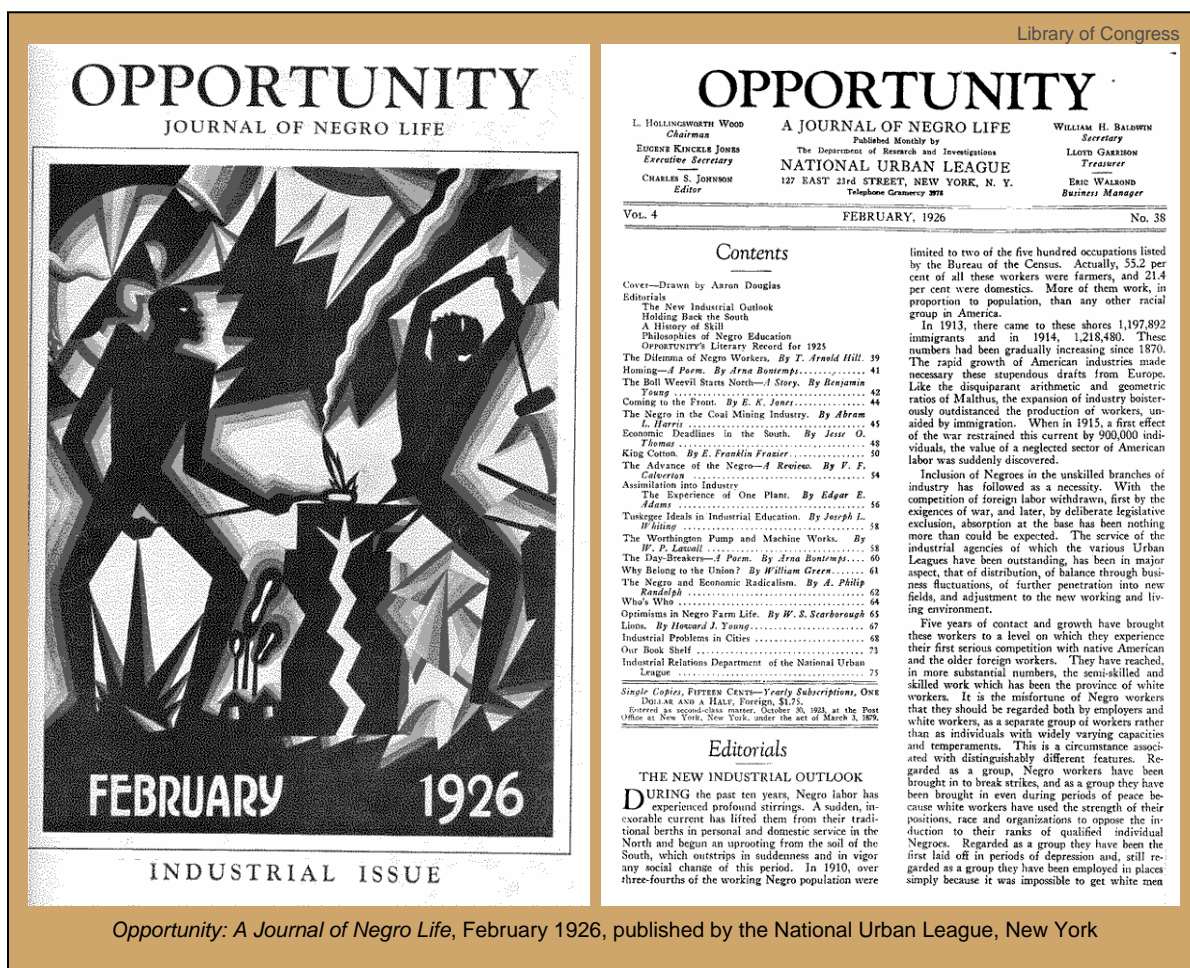 Library of Congress
OPPORTUNITY
JOURNAL OF NEGRO LIFE
FEBRUARY 1926
INDUSTRIAL ISSUE
OPPORTUNITY
L. HOLLINGSWORTH WOOD
Chairman
EUGENE KINCKLE JONES
Executive Secretary
CHARLES S. JOHNSON
Editor
A JOURNAL OF NEGRO LIFE
Published Monthly by
The Department of Research and Investigations
NATIONAL URBAN LEAGUE
127 EAST 23rd STREET, NEW YORK, N. Y.
Telephone Gramercy 3978
WILLIAM H. BALDWIN
Secretary
LLOYD GARRISON
Treasurer
ERIC WALROND
Business Manager
VOL. 4 FEBRUARY, 1926 No. 38
Contents
Cover—Drawn by Aaron Douglas
Editorials
The New Industrial Outlook
Holding Back the South
A History of Skill
Philosophies of Negro Education
OPPORTUNITY'S Literary Record for 1925
The Dilemma of Negro Workers. By T. Arnold Hill. 39
Homing—A Poem. By Arna Bontemps............. 41
The Boll Weevil Starts North—A Story. By Benjamin
Young ................................ 42
Coming to the Front. By E. K. Jones.............. 44
The Negro in the Coal Mining Industry. By Abram
L. Harris ................................ 45
Economic Deadlines in the South. By Jesse O.
Thomas ................................ 48
King Cotton. By E. Franklin Frazier............... 50
The Advance of the Negro—A Review. By V. F.
Calverton ................................ 54
Assimilation into Industry
The Experience of One Plant. By Edgar E.
Adams ................................ 56
Tuskegee Ideals in Industrial Education. By Joseph L.
Whiting ................................ 58
The Worthington Pump and Machine Works. By
W. P. Lawall ................................ 58
The Day-Breakers—A Poem. By Arna Bontemps.... 60
Why Belong to the Union? By William Green....... 61
The Negro and Economic Radicalism. By A. Philip
Randolph ................................ 62
Who's Who ................................ 64
Optimisms in Negro Farm Life. By W. S. Scarborough 65
Lions. By Howard J. Young.................... 67
Industrial Problems in Cities .................... 68
Our Book Shelf ................................ 73
Industrial Relations Department of the National Urban
League ................................ 75
Single Copies, FIFTEEN CENTS—Yearly Subscriptions, ONE
DOLLAR AND A HALF, Foreign, $1.75.
Entered as second-class matter, October 30, 1923, at the Post
Office at New York, New York, under the act of March 3, 1879.
Editorials
THE NEW INDUSTRIAL OUTLOOK
DURING the past ten years, Negro labor has
experienced profound stirrings. A sudden, in-
exorable current has lifted them from their tradi-
tional berths in personal and domestic service in the
North and begun an uprooting from the soil of the
South, which outstrips in suddenness and in vigor
any social change of this period. In 1910, over
three-fourths of the working Negro population were
limited to two of the five hundred occupations listed
by the Bureau of the Census. Actually, 55.2 per
cent of all these workers were farmers, and 21.4
per cent were domestics. More of them work, in
proportion to population, than any other racial
group in America.
In 1913, there came to these shores 1,197,892
immigrants and in 1914, 1,218,480. These
numbers had been gradually increasing since 1870.
The rapid growth of American industries made
necessary these stupendous drafts from Europe.
Like the disquiparant arithmetic and geometric
ratios of Malthus, the expansion of industry boister-
ously outdistanced the production of workers, un-
aided by immigration. When in 1915, a first effect
of the war restrained this current by 900,000 indi-
viduals, the value of a neglected sector of American
labor was suddenly discovered.
Inclusion of Negroes in the unskilled branches of
industry has followed as a necessity. With the
competition of foreign labor withdrawn, first by the
exigences of war, and later, by deliberate legislative
exclusion, absorption at the base has been nothing
more than could be expected. The service of the
industrial agencies of which the various Urban
Leagues have been outstanding, has been in major
aspect, that of distribution, of balance through busi-
ness fluctuations, of further penetration into new
fields, and adjustment to the new working and liv-
ing environment.
Five years of contact and growth have brought
these workers to a level on which they experience
their first serious competition with native American
and the older foreign workers. They have reached,
in more substantial numbers, the semi-skilled and
skilled work which has been the province of white
workers. It is the misfortune of Negro workers
that they should be regarded both by employers and
white workers, as a separate group of workers rather
than as individuals with widely varying capacities
and temperaments. This is a circumstance associ-
ated with distinguishably different features. Re-
garded as a group, Negro workers have been
brought in to break strikes, and as a group they have
been brought in even during periods of peace be-
cause white workers have used the strength of their
positions, race and organizations to oppose the in-
duction to their ranks of qualified individual
Negroes. Regarded as a group they have been the
first laid off in periods of depression and, still re-
garded as a group they have been employed in places
simply because it was impossible to get white men
Opportunity: A Journal of Negro Life, February 1926, published by the National Urban League, New York